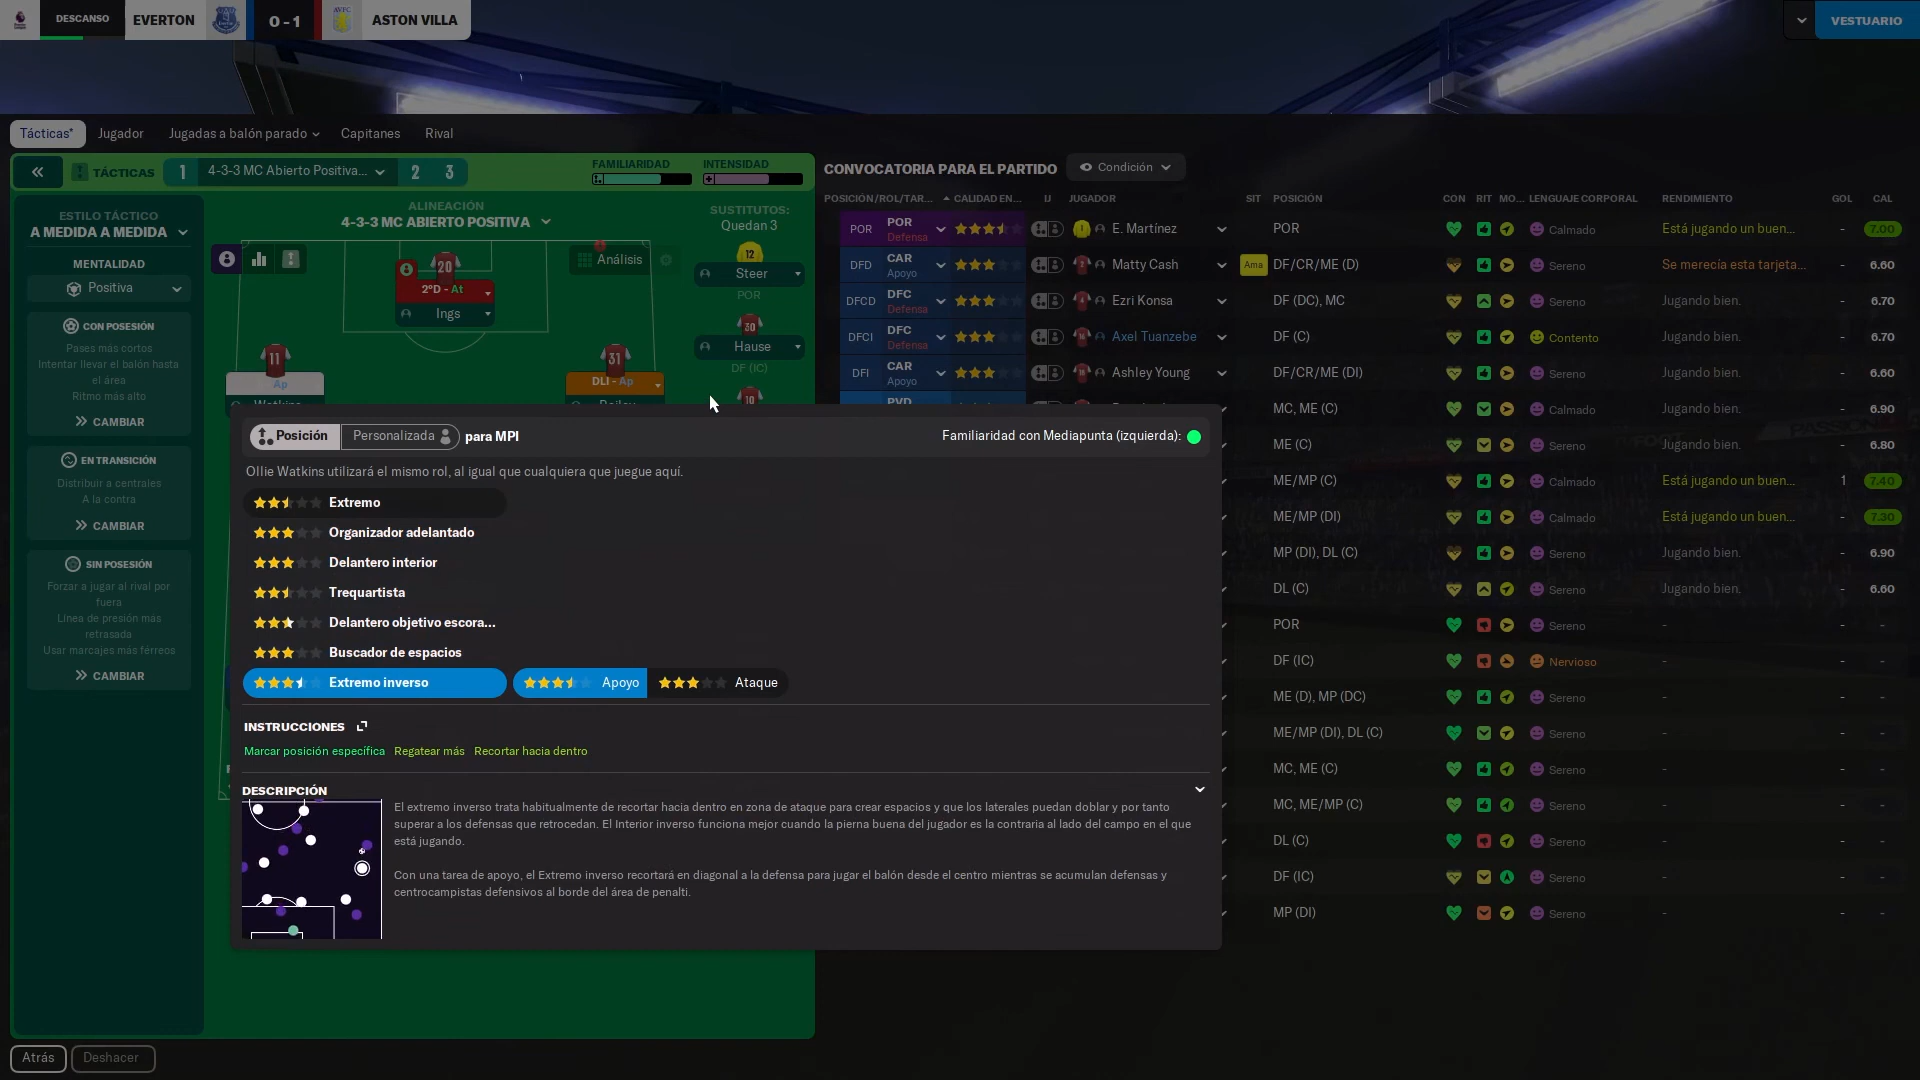 DESCANSO
EVERTON
0 - 1
AVFC
ASTON VILLA
VESTUARIO
Tácticas*
Jugador
Jugadas a balón parado
Capitanes
Rival
TÁCTICAS
1
4-3-3 MC Abierto Positiva...
2
3
FAMILIARIDAD
INTENSIDAD
ESTILO TÁCTICO
A MEDIDA A MEDIDA
MENTALIDAD
Positiva
CON POSESIÓN
Pases más cortos
Intentar llevar el balón hasta
el área
Ritmo más alto
CAMBIAR
EN TRANSICIÓN
Distribuir a centrales
A la contra
CAMBIAR
SIN POSESIÓN
Forzar a jugar al rival por
fuera
Línea de presión más
retrasada
Usar marcajes más férreos
CAMBIAR
ALINEACIÓN
4-3-3 MC ABIERTO POSITIVA
Análisis
20
2ºD - At
Ings
11
Ap
Watkins
31
DLI - Ap
Bailey
SUSTITUTOS:
Quedan 3
12
Steer
POR
30
Hause
DF (IC)
10
CONVOCATORIA PARA EL PARTIDO
Condición
POSICIÓN/ROL/TAR... CALIDAD EN... IJ JUGADOR SIT POSICIÓN CON RIT MO... LENGUAJE CORPORAL RENDIMIENTO GOL CAL
POR POR Defensa E. Martínez POR Calmado Está jugando un buen... - 7.00
DFD CAR Apoyo Matty Cash Ama DF/CR/ME (D) Sereno Se merecía esta tarjeta... - 6.60
DFCD DFC Defensa Ezri Konsa DF (DC), MC Sereno Jugando bien. - 6.70
DFCI DFC Defensa Axel Tuanzebe DF (C) Contento Jugando bien. - 6.70
DFI CAR Apoyo Ashley Young DF/CR/ME (DI) Sereno Jugando bien. - 6.60
PVD MC, ME (C) Calmado Jugando bien. - 6.90
ME (C) Sereno Jugando bien. - 6.80
ME/MP (C) Calmado Está jugando un buen... 1 7.40
ME/MP (DI) Calmado Está jugando un buen... - 7.30
MP (DI), DL (C) Sereno Jugando bien. - 6.90
DL (C) Sereno Jugando bien. - 6.60
POR Sereno - - -
DF (IC) Nervioso - - -
ME (D), MP (DC) Sereno - - -
ME/MP (DI), DL (C) Sereno - - -
MC, ME (C) Sereno - - -
MC, ME/MP (C) Sereno - - -
DL (C) Sereno - - -
DF (IC) Sereno - - -
MP (DI) Sereno - - -
Posición
Personalizada
para MPI
Familiaridad con Mediapunta (izquierda):
Ollie Watkins utilizará el mismo rol, al igual que cualquiera que juegue aquí.
Extremo
Organizador adelantado
Delantero interior
Trequartista
Delantero objetivo escora...
Buscador de espacios
Extremo inverso
Apoyo
Ataque
INSTRUCCIONES
Marcar posición específica Regatear más Recortar hacia dentro
DESCRIPCIÓN
El extremo inverso trata habitualmente de recortar hacia dentro en zona de ataque para crear espacios y que los laterales puedan doblar y por tanto
superar a los defensas que retrocedan. El Interior inverso funciona mejor cuando la pierna buena del jugador es la contraria al lado del campo en el que
está jugando.
Con una tarea de apoyo, el Extremo inverso recortará en diagonal a la defensa para jugar el balón desde el centro mientras se acumulan defensas y
centrocampistas defensivos al borde del área de penalti.
Atrás
Deshacer